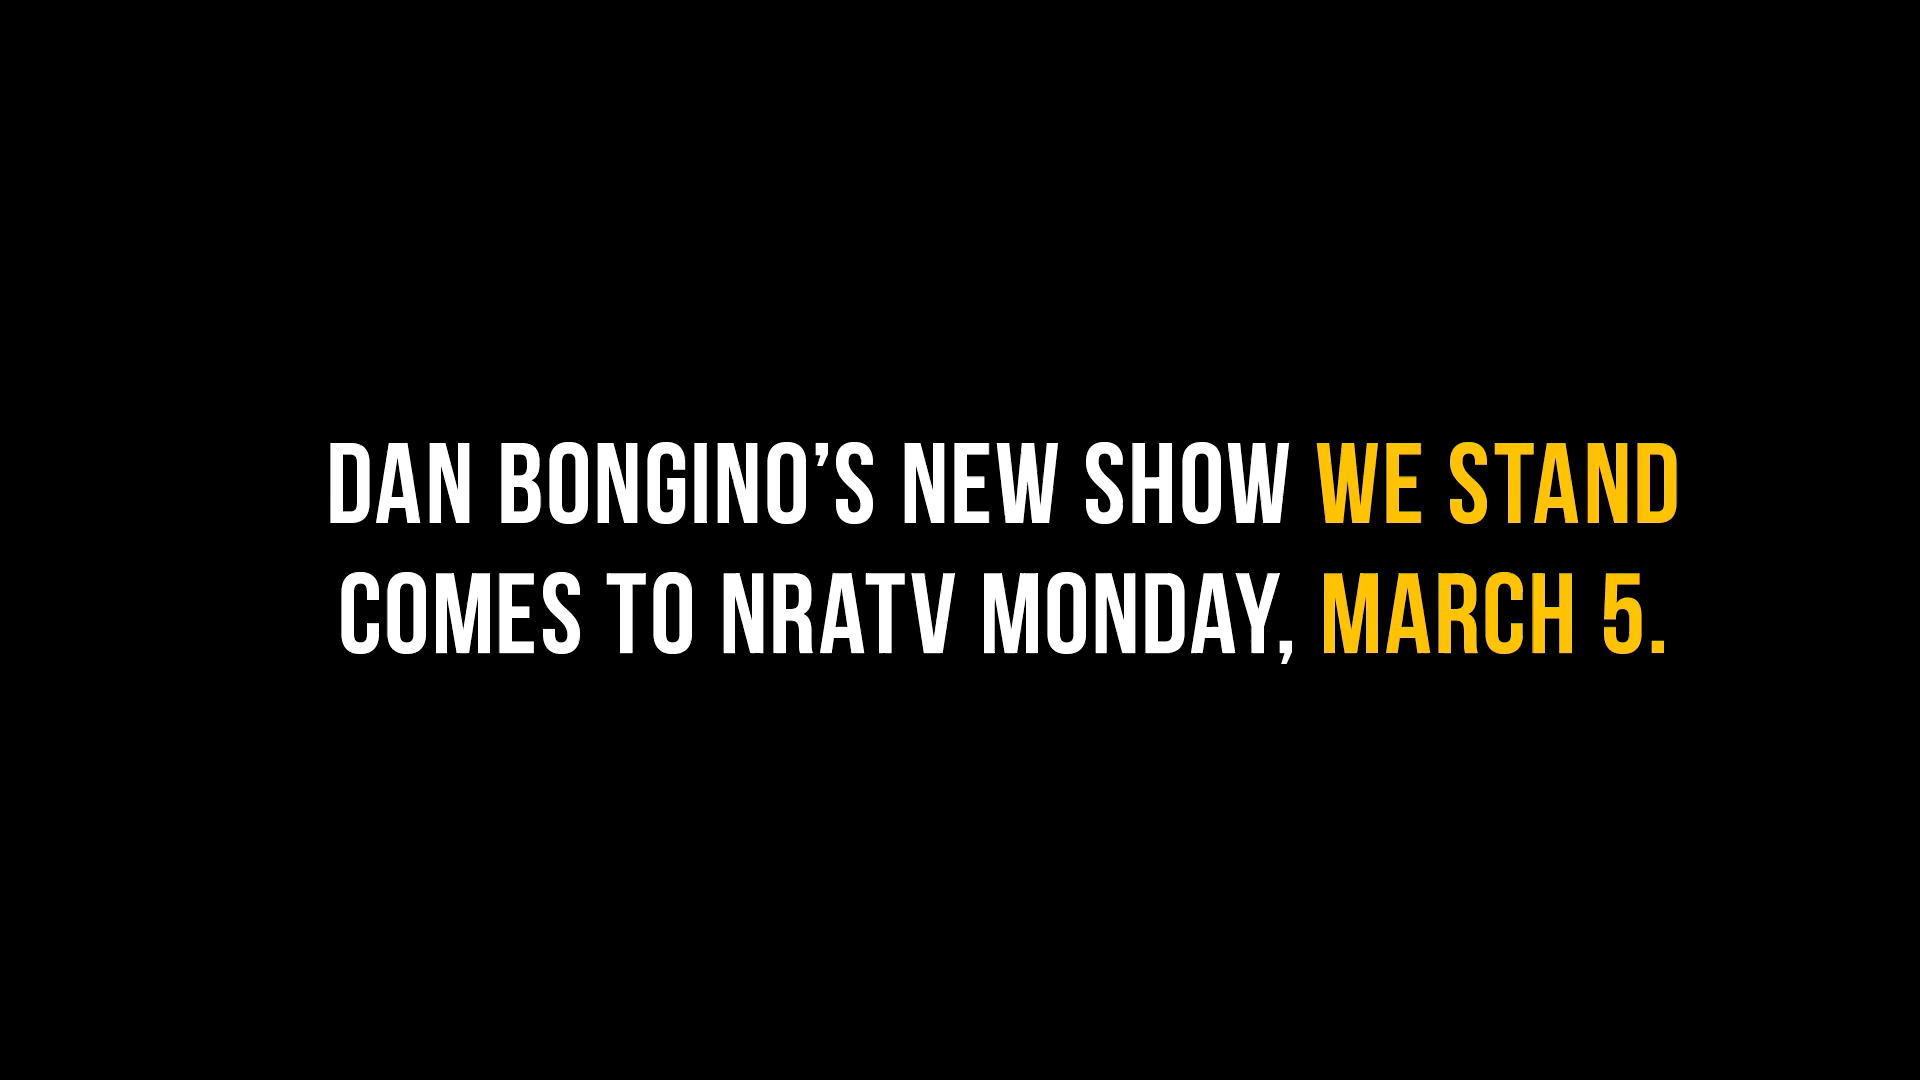 DAN BONGINO’S NEW SHOW WE STAND
COMES TO NRATV MONDAY, MARCH 5.